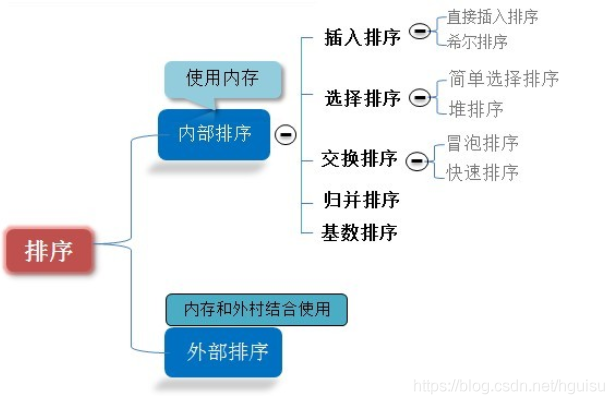 排序
使用内存
内部排序
插入排序
直接插入排序
希尔排序
选择排序
简单选择排序
堆排序
交换排序
冒泡排序
快速排序
归并排序
基数排序
内存和外村结合使用
外部排序
https://blog.csdn.net/hguisu